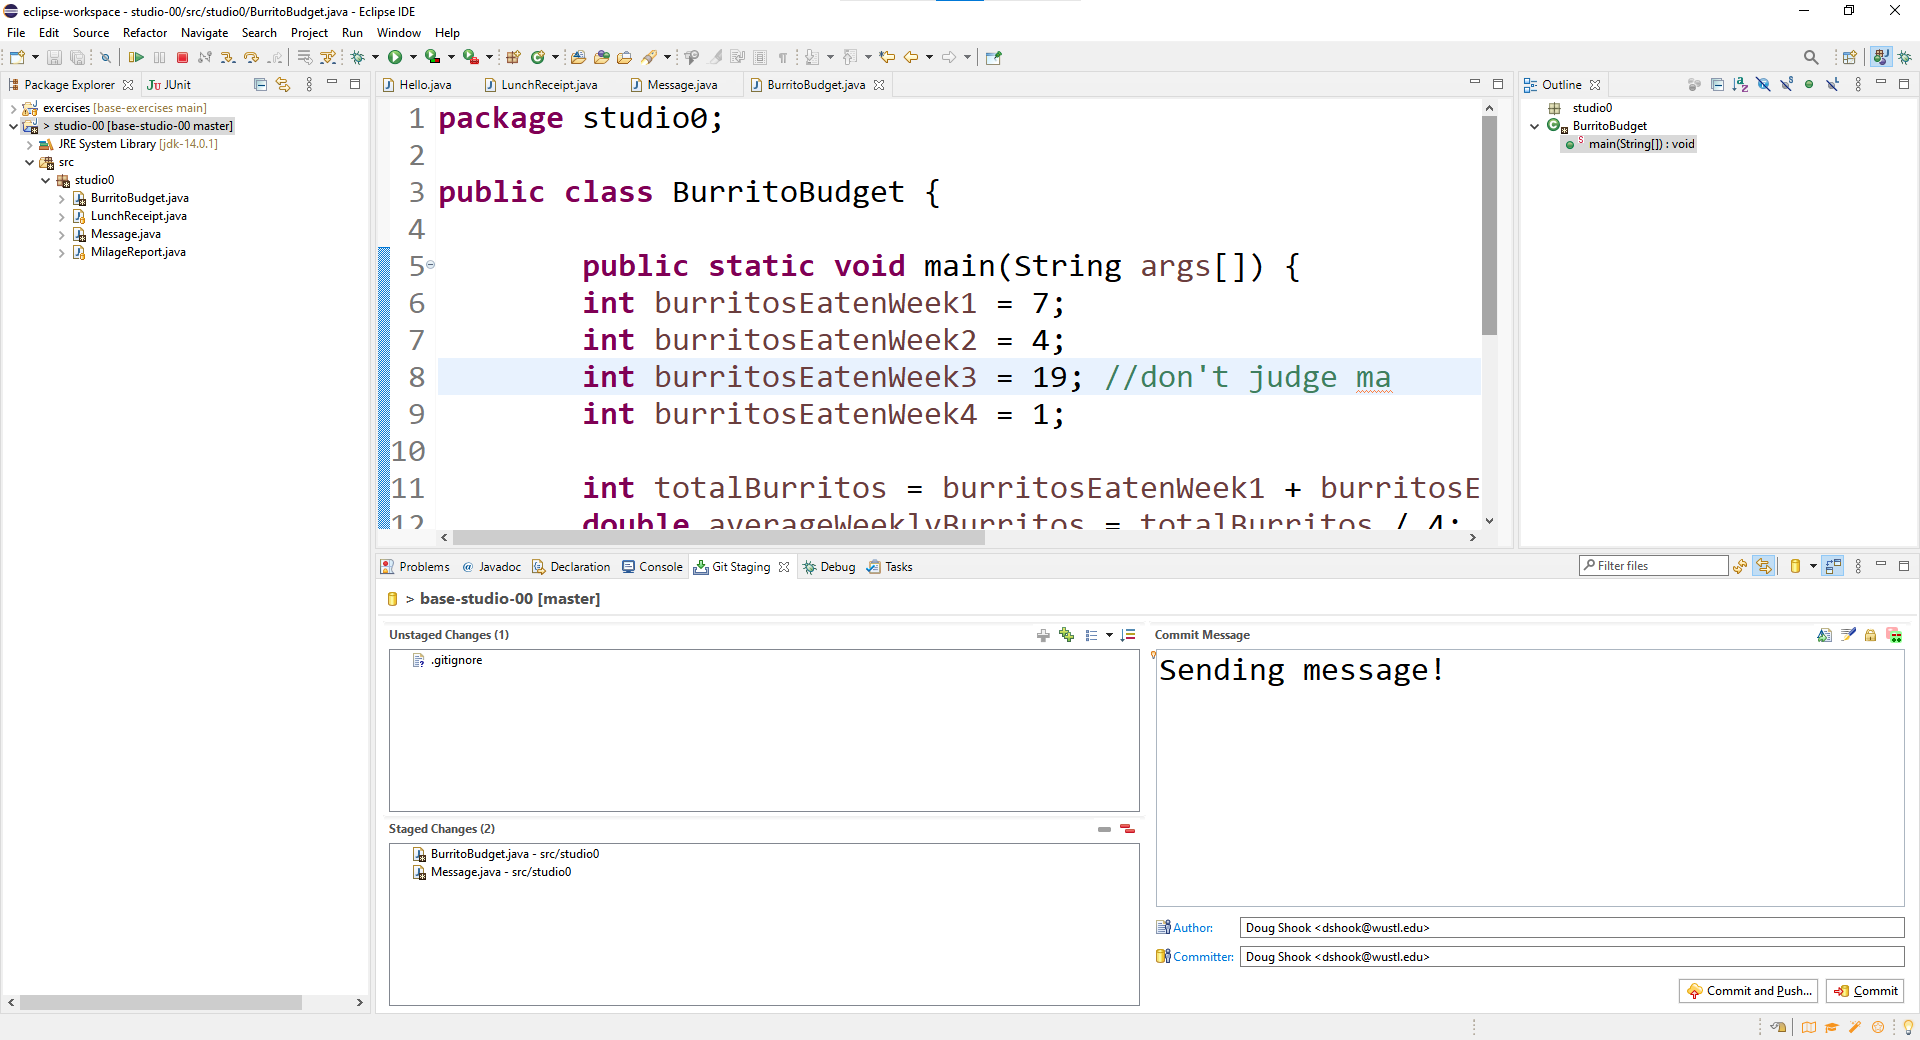 eclipse-workspace - studio-00/src/studio0/BurritoBudget.java - Eclipse IDE
File Edit Source Refactor Navigate Search Project Run Window Help
Package Explorer JUnit
exercises [base-exercises main]
> studio-00 [base-studio-00 master]
JRE System Library [jdk-14.0.1]
src
studio0
BurritoBudget.java
LunchReceipt.java
Message.java
MilageReport.java
Hello.java LunchReceipt.java Message.java BurritoBudget.java
1 package studio0;
2
3 public class BurritoBudget {
4
5 public static void main(String args[]) {
6 int burritosEatenWeek1 = 7;
7 int burritosEatenWeek2 = 4;
8 int burritosEatenWeek3 = 19; //don't judge ma
9 int burritosEatenWeek4 = 1;
10
11 int totalBurritos = burritosEatenWeek1 + burritosE
12 double averageWeeklyBurritos = totalBurritos / 4;
Outline
studio0
BurritoBudget
main(String[]) : void
Problems @ Javadoc Declaration Console Git Staging Debug Tasks
Filter files
> base-studio-00 [master]
Unstaged Changes (1)
.gitignore
Staged Changes (2)
BurritoBudget.java - src/studio0
Message.java - src/studio0
Commit Message
Sending message!
Author: Doug Shook <dshook@wustl.edu>
Committer: Doug Shook <dshook@wustl.edu>
Commit and Push... Commit